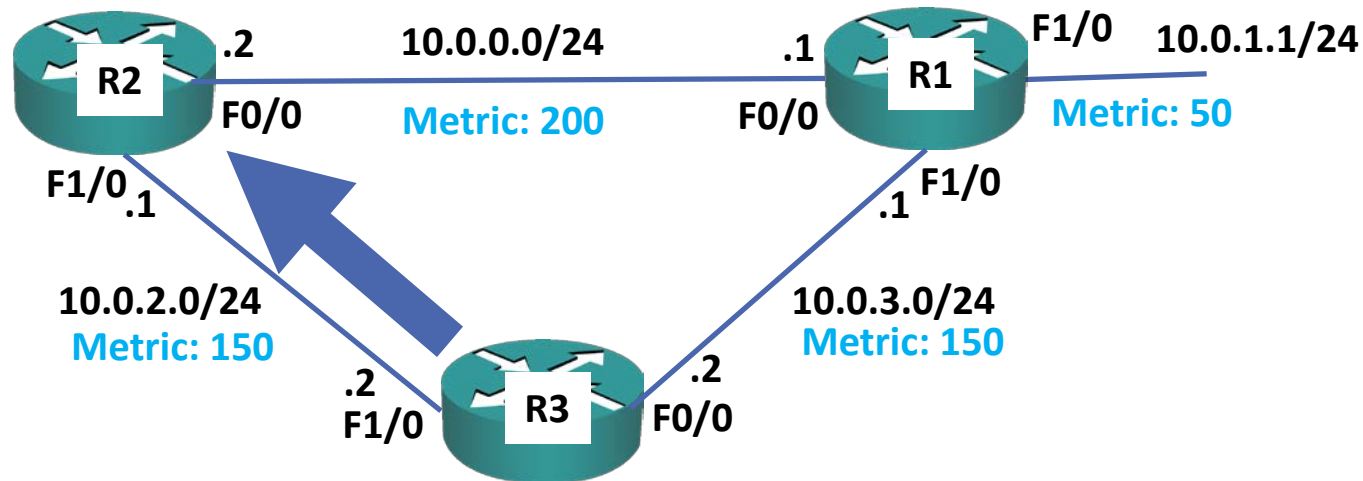 .2
10.0.0.0/24
.1
F1/0
10.0.1.1/24
R2
R1
F0/0
Metric: 200
F0/0
Metric: 50
F1/0
.1
F1/0
.1
10.0.2.0/24
Metric: 150
10.0.3.0/24
Metric: 150
.2
F1/0
R3
.2
F0/0